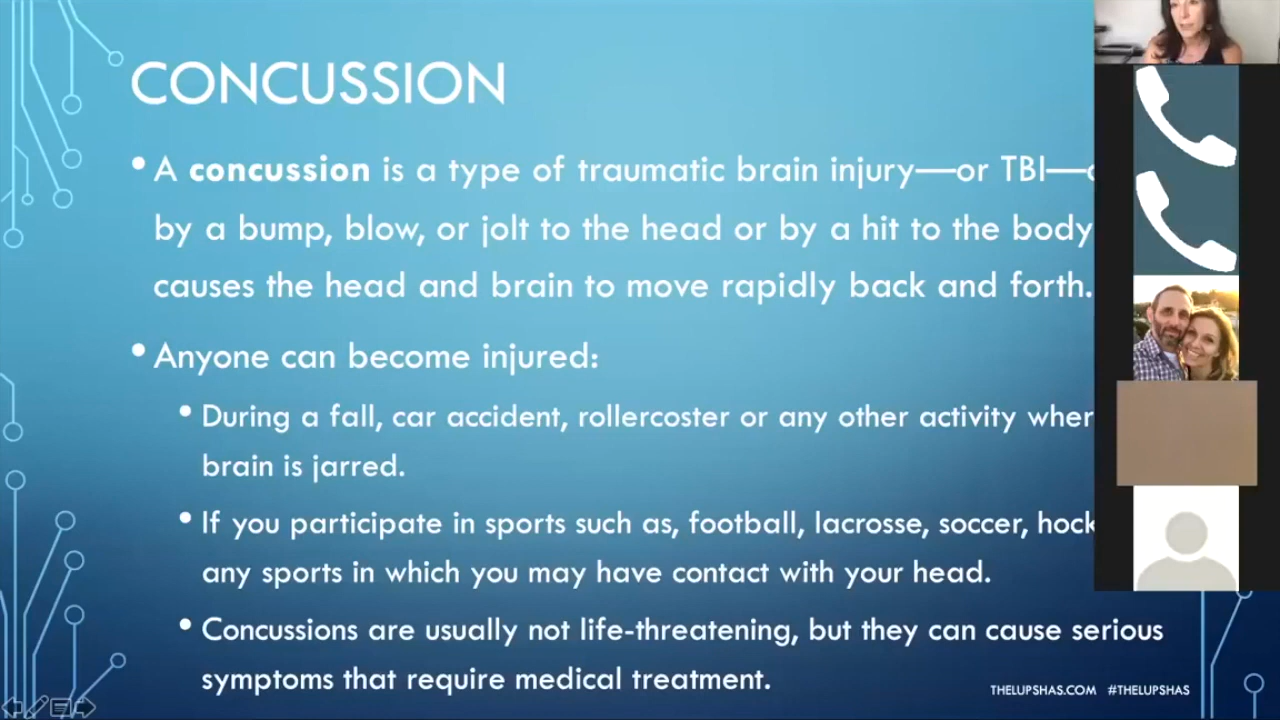 CONCUSSION
• A concussion is a type of traumatic brain injury—or TBI—
by a bump, blow, or jolt to the head or by a hit to the body
causes the head and brain to move rapidly back and forth.
• Anyone can become injured:
• During a fall, car accident, rollercoster or any other activity wher
brain is jarred.
• If you participate in sports such as, football, lacrosse, soccer, hock
any sports in which you may have contact with your head.
• Concussions are usually not life-threatening, but they can cause serious
symptoms that require medical treatment.
THELUPSHAS.COM #THELUPSHAS